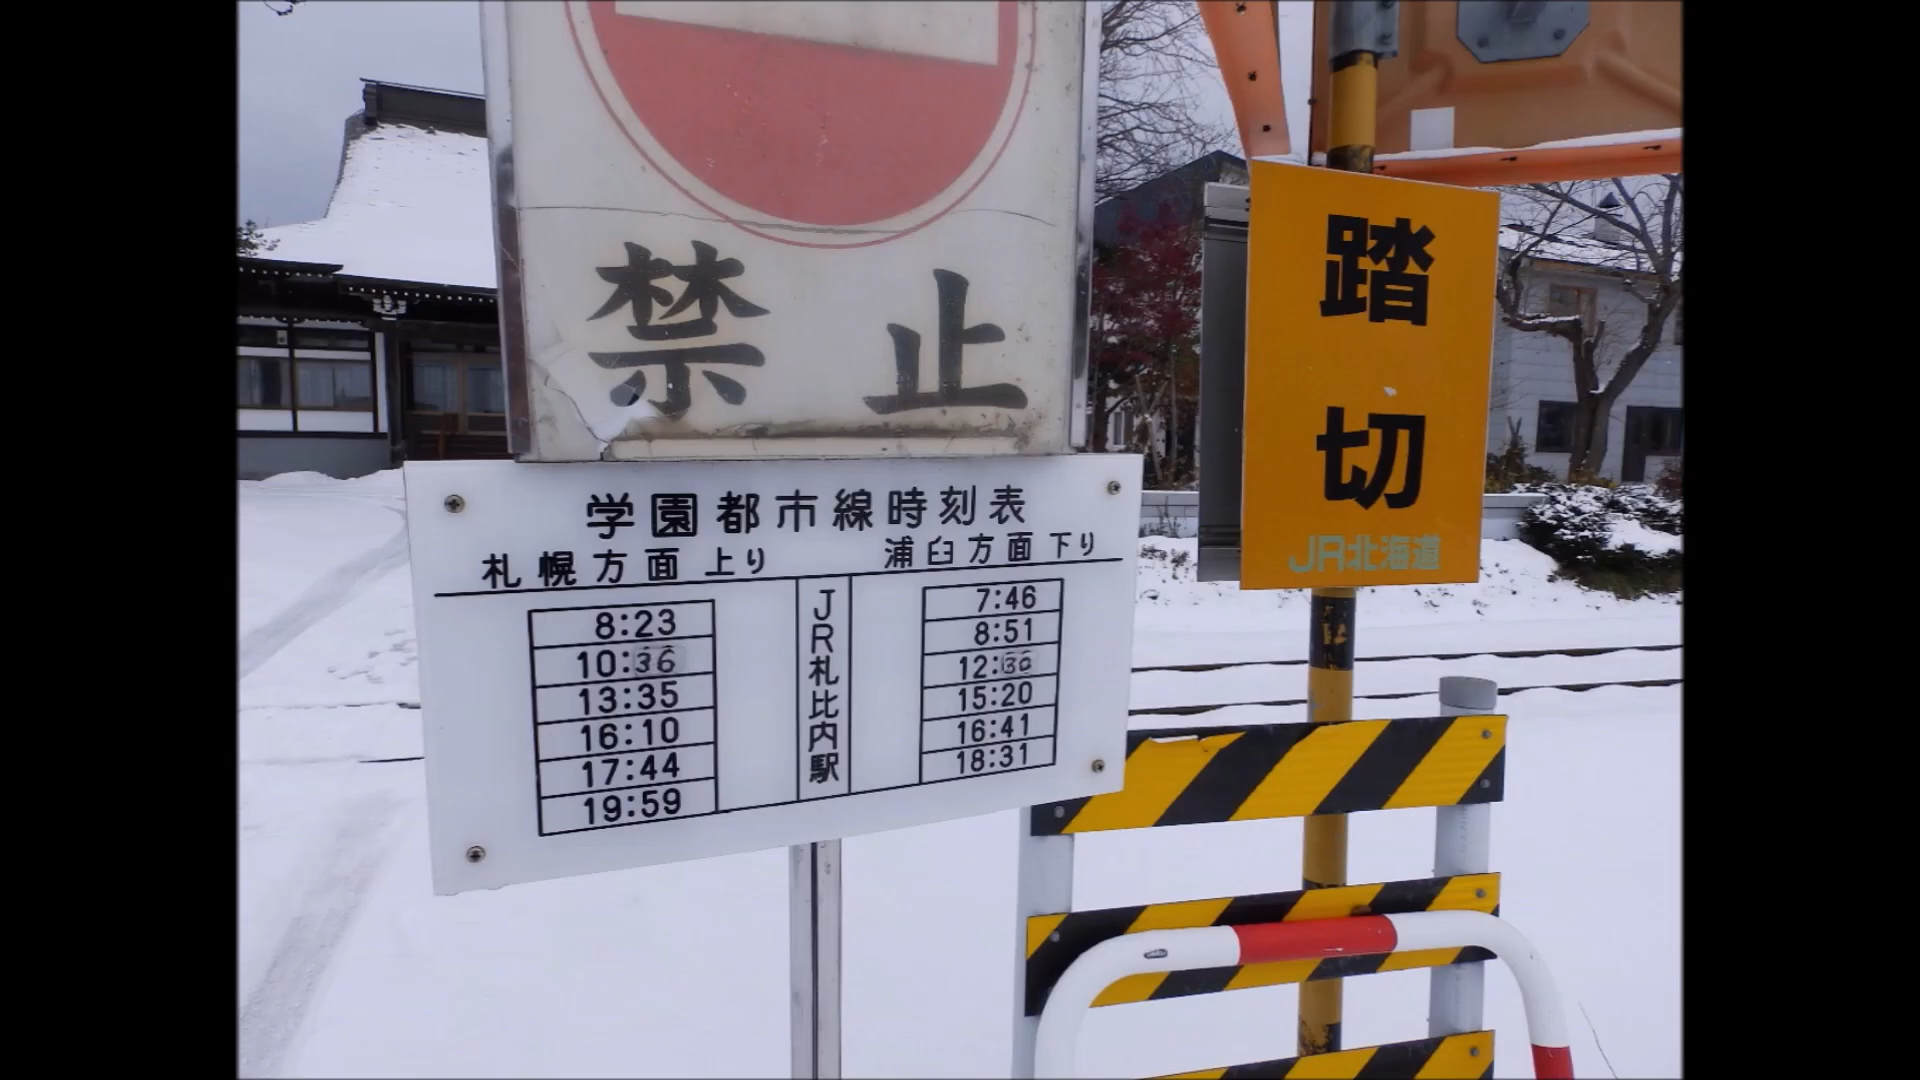 禁止
学園都市線時刻表
札幌方面 上り
浦臼方面 下り
8:23
10:36
13:35
16:10
17:44
19:59
JR札比内駅
7:46
8:51
12:30
15:20
16:41
18:31
踏切
JR北海道